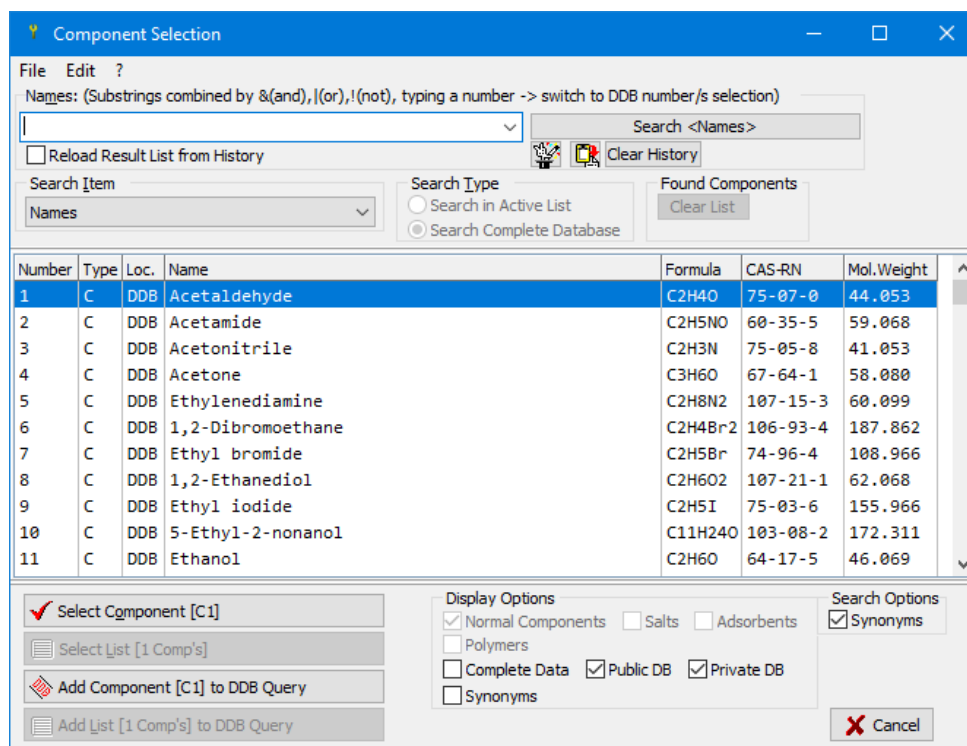 Component Selection
File Edit ?
Names: (Substrings combined by &(and),|(or),!(not), typing a number -> switch to DDB number/s selection)
Search <Names>
Reload Result List from History
Clear History
Search Item
Search Type
Found Components
Names
Search in Active List
Clear List
Search Complete Database
Number Type Loc. Name Formula CAS-RN Mol.Weight
1 C DDB Acetaldehyde C2H4O 75-07-0 44.053
2 C DDB Acetamide C2H5NO 60-35-5 59.068
3 C DDB Acetonitrile C2H3N 75-05-8 41.053
4 C DDB Acetone C3H6O 67-64-1 58.080
5 C DDB Ethylenediamine C2H8N2 107-15-3 60.099
6 C DDB 1,2-Dibromoethane C2H4Br2 106-93-4 187.862
7 C DDB Ethyl bromide C2H5Br 74-96-4 108.966
8 C DDB 1,2-Ethanediol C2H6O2 107-21-1 62.068
9 C DDB Ethyl iodide C2H5I 75-03-6 155.966
10 C DDB 5-Ethyl-2-nonanol C11H24O 103-08-2 172.311
11 C DDB Ethanol C2H6O 64-17-5 46.069
Select Component [C1]
Select List [1 Comp's]
Add Component [C1] to DDB Query
Add List [1 Comp's] to DDB Query
Display Options
Normal Components Salts Adsorbents
Polymers
Complete Data Public DB Private DB
Synonyms
Search Options
Synonyms
Cancel